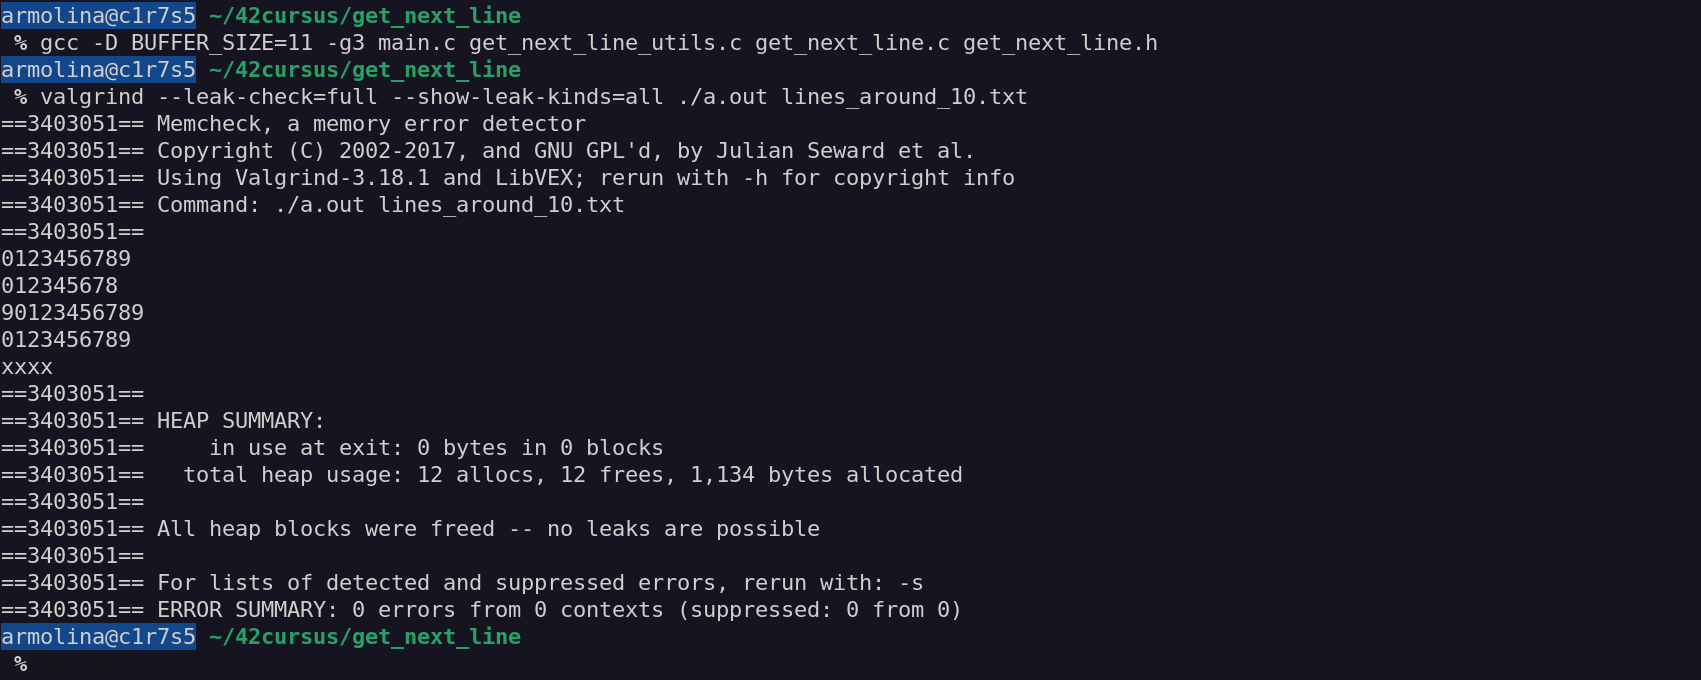 armolina@c1r7s5 ~/42cursus/get_next_line
 % gcc -D BUFFER_SIZE=11 -g3 main.c get_next_line_utils.c get_next_line.c get_next_line.h
armolina@c1r7s5 ~/42cursus/get_next_line
 % valgrind --leak-check=full --show-leak-kinds=all ./a.out lines_around_10.txt
==3403051== Memcheck, a memory error detector
==3403051== Copyright (C) 2002-2017, and GNU GPL'd, by Julian Seward et al.
==3403051== Using Valgrind-3.18.1 and LibVEX; rerun with -h for copyright info
==3403051== Command: ./a.out lines_around_10.txt
==3403051==
0123456789
012345678
90123456789
0123456789
xxxx
==3403051==
==3403051== HEAP SUMMARY:
==3403051==     in use at exit: 0 bytes in 0 blocks
==3403051==   total heap usage: 12 allocs, 12 frees, 1,134 bytes allocated
==3403051==
==3403051== All heap blocks were freed -- no leaks are possible
==3403051==
==3403051== For lists of detected and suppressed errors, rerun with: -s
==3403051== ERROR SUMMARY: 0 errors from 0 contexts (suppressed: 0 from 0)
armolina@c1r7s5 ~/42cursus/get_next_line
 %